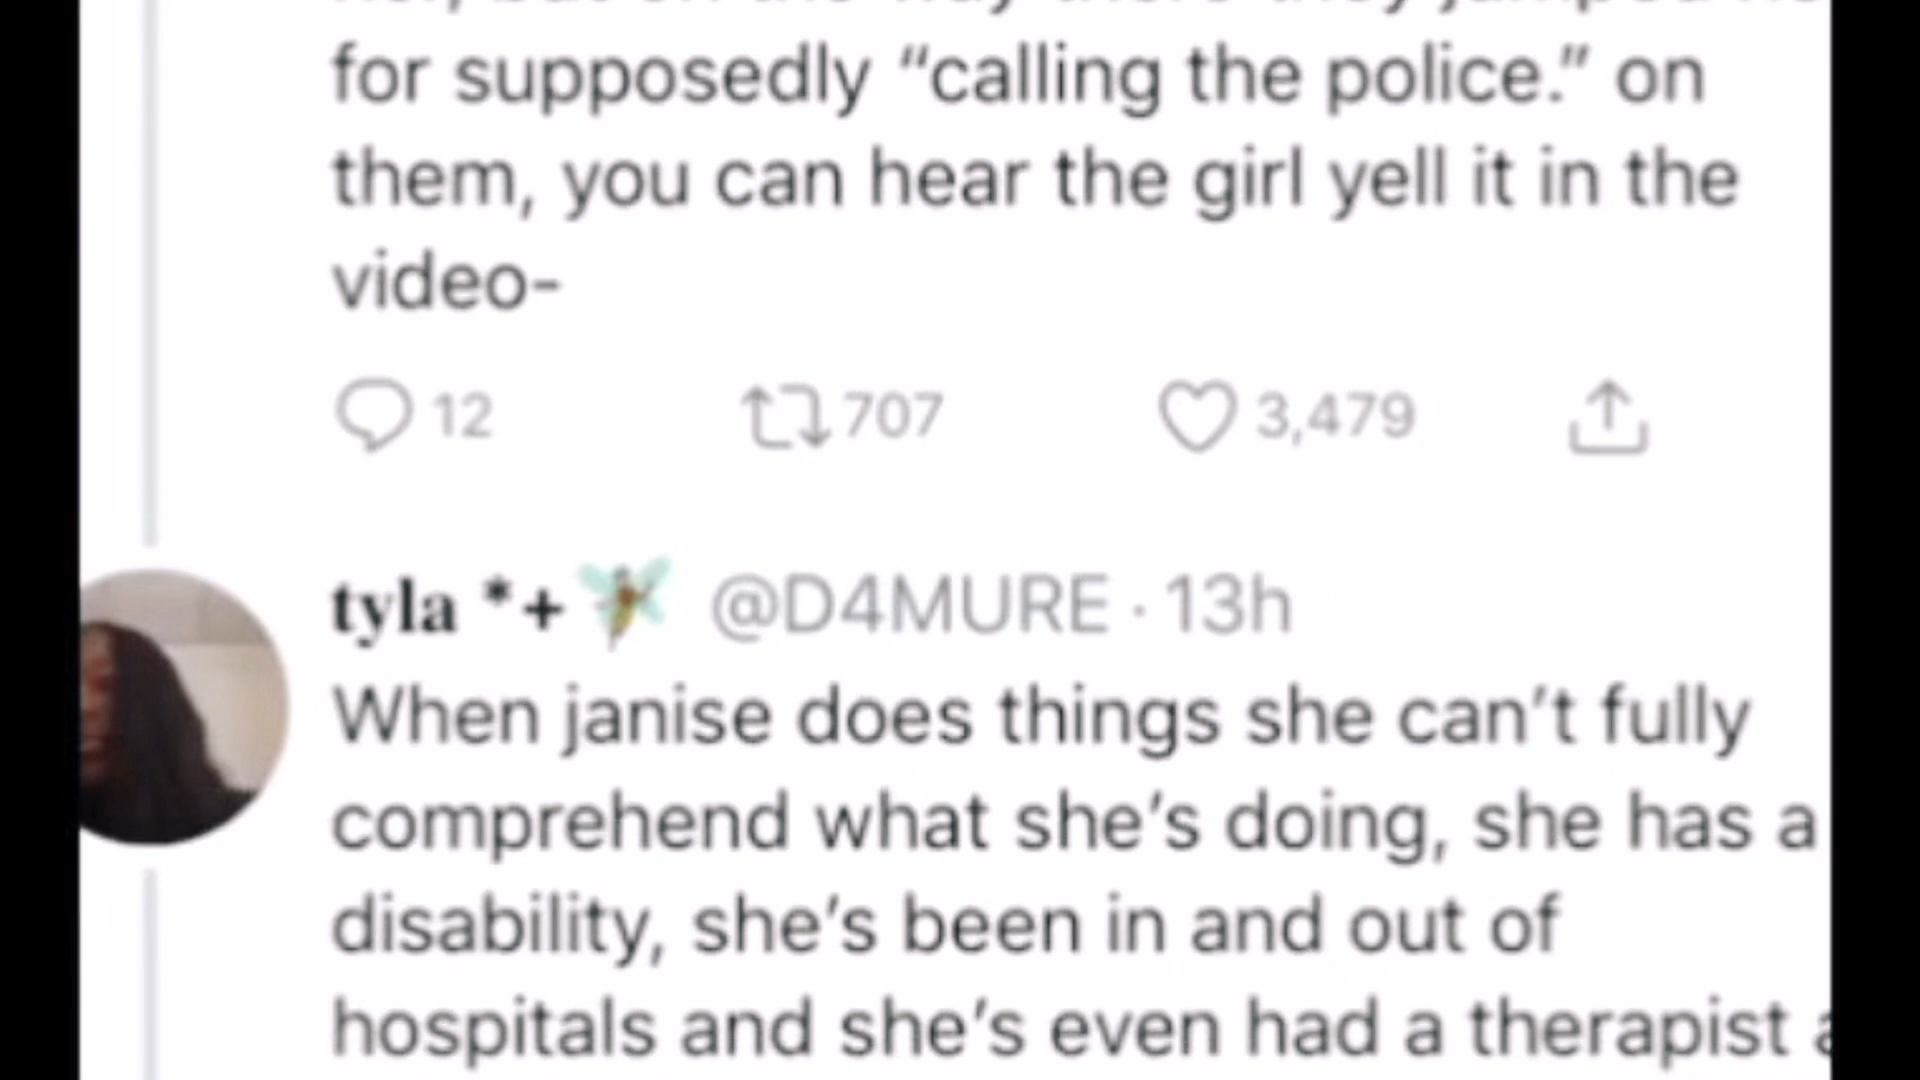 for supposedly “calling the police.” on
them, you can hear the girl yell it in the
video-
12 707 3,479
tyla *+ @D4MURE · 13h
When janise does things she can’t fully
comprehend what she’s doing, she has a
disability, she’s been in and out of
hospitals and she’s even had a therapist